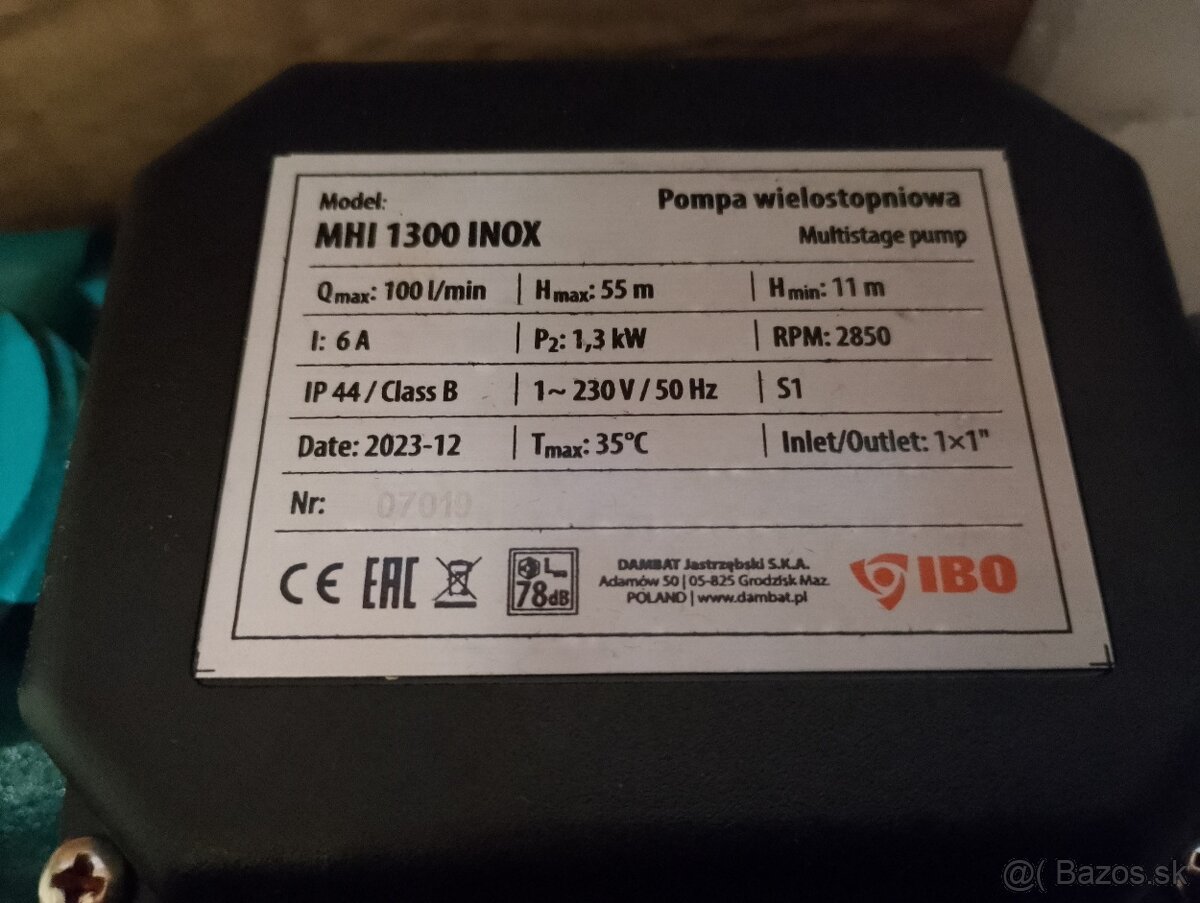 Model: Pompa wielostopniowa
MHI 1300 INOX Multistage pump
Qmax: 100 l/min | Hmax: 55 m | Hmin: 11 m
I: 6 A | P2: 1,3 kW | RPM: 2850
IP 44 / Class B | 1~ 230 V / 50 Hz | S1
Date: 2023-12 | Tmax: 35°C | Inlet/Outlet: 1×1"
Nr: 07019
CE EAC 78dB
DAMBAT Jastrzębski S.K.A.
Adamów 50 | 05-825 Grodzisk Maz.
POLAND | www.dambat.pl
IBO
@( Bazos.sk